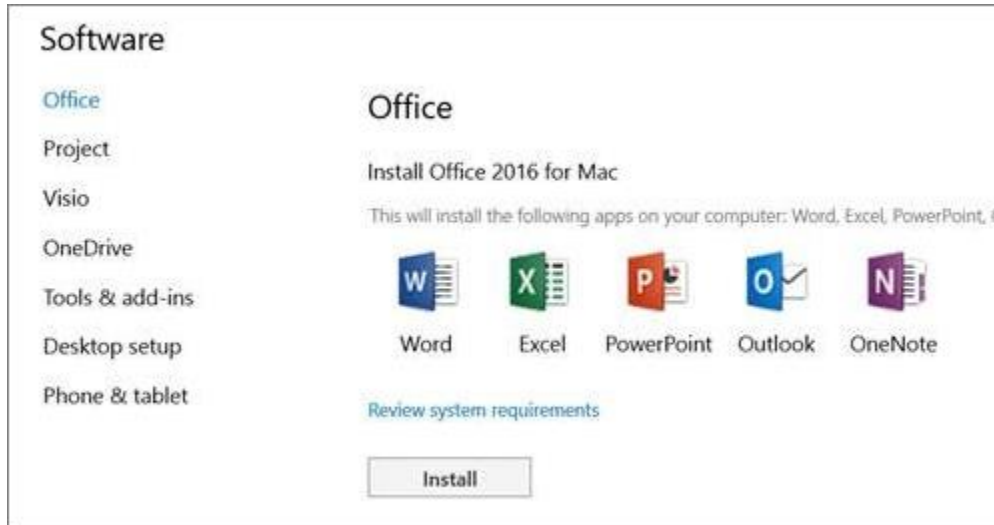 Software
Office
Project
Visio
OneDrive
Tools & add-ins
Desktop setup
Phone & tablet
Office
Install Office 2016 for Mac
This will install the following apps on your computer: Word, Excel, PowerPoint,
W X P O N
Word Excel PowerPoint Outlook OneNote
Review system requirements
Install